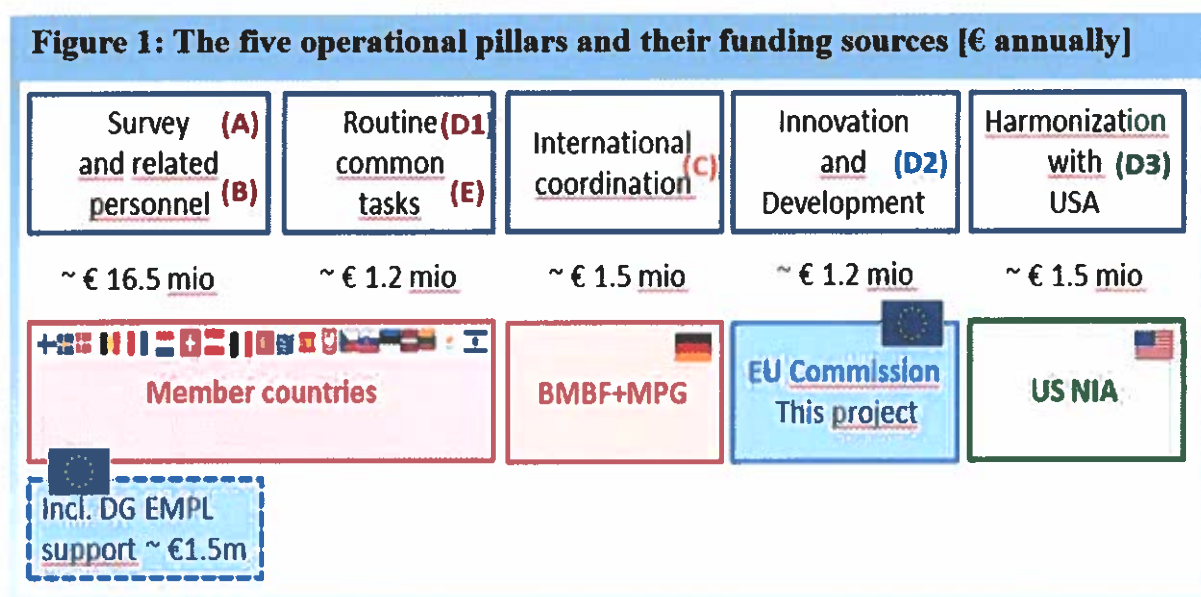 Figure 1: The five operational pillars and their funding sources [€ annually]
Survey (A)
and related
personnel (B)
Routine (D1)
common
tasks (E)
International
coordination (C)
Innovation
and (D2)
Development
Harmonization
with (D3)
USA
~ € 16.5 mio
~ € 1.2 mio
~ € 1.5 mio
~ € 1.2 mio
~ € 1.5 mio
Member countries
BMBF+MPG
EU Commission
This project
US NIA
Incl. DG EMPL
support ~ €1.5m